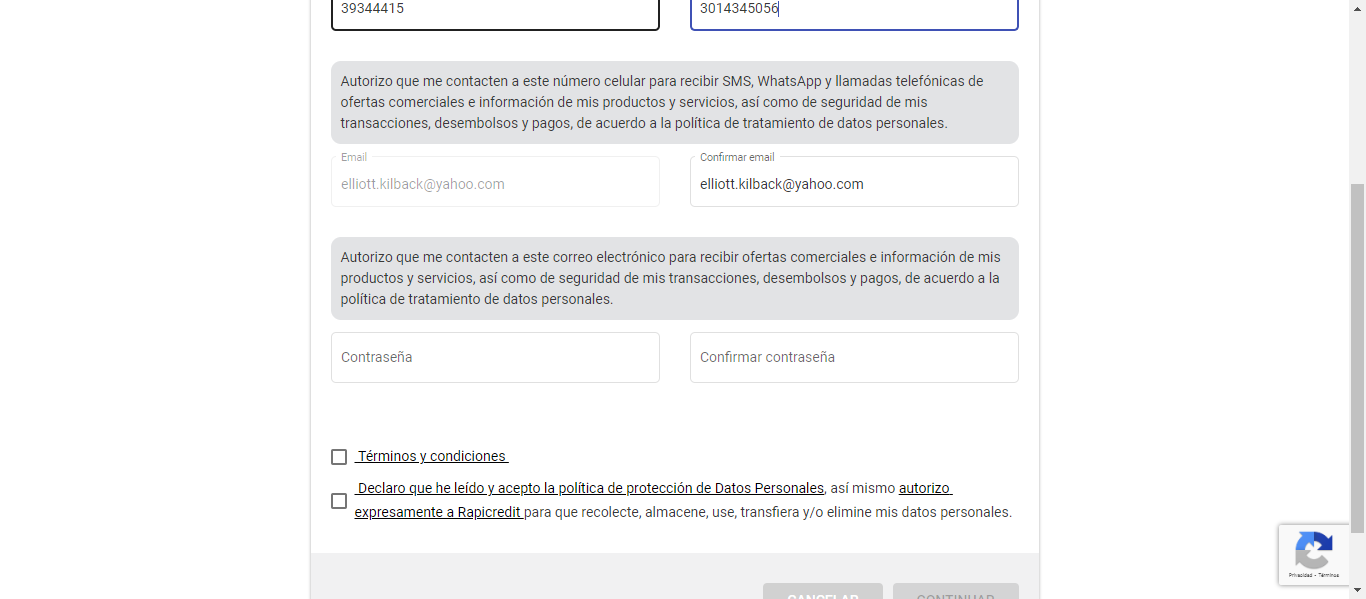 39344415
3014345056
Autorizo que me contacten a este número celular para recibir SMS, WhatsApp y llamadas telefónicas de
ofertas comerciales e información de mis productos y servicios, así como de seguridad de mis
transacciones, desembolsos y pagos, de acuerdo a la política de tratamiento de datos personales.
Email
elliott.kilback@yahoo.com
Confirmar email
elliott.kilback@yahoo.com
Autorizo que me contacten a este correo electrónico para recibir ofertas comerciales e información de mis
productos y servicios, así como de seguridad de mis transacciones, desembolsos y pagos, de acuerdo a la
política de tratamiento de datos personales.
Contraseña
Confirmar contraseña
Términos y condiciones
Declaro que he leído y acepto la política de protección de Datos Personales, así mismo autorizo
expresamente a Rapicredit para que recolecte, almacene, use, transfiera y/o elimine mis datos personales.
CANCELAR
CONTINUAR
Privacidad - Términos